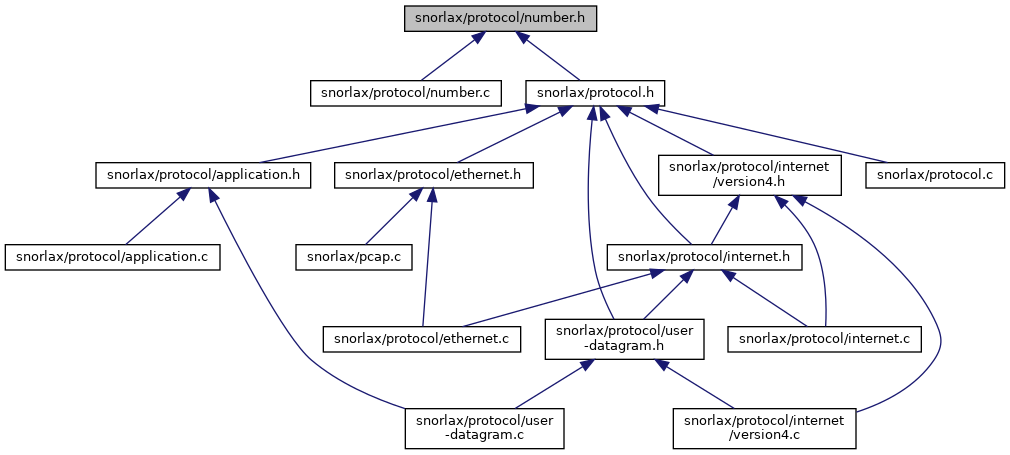 snorlax/protocol/number.h
snorlax/protocol/number.c
snorlax/protocol.h
snorlax/protocol/application.h
snorlax/protocol/ethernet.h
snorlax/protocol/internet
/version4.h
snorlax/protocol.c
snorlax/protocol/application.c
snorlax/pcap.c
snorlax/protocol/internet.h
snorlax/protocol/ethernet.c
snorlax/protocol/user
-datagram.h
snorlax/protocol/internet.c
snorlax/protocol/user
-datagram.c
snorlax/protocol/internet
/version4.c